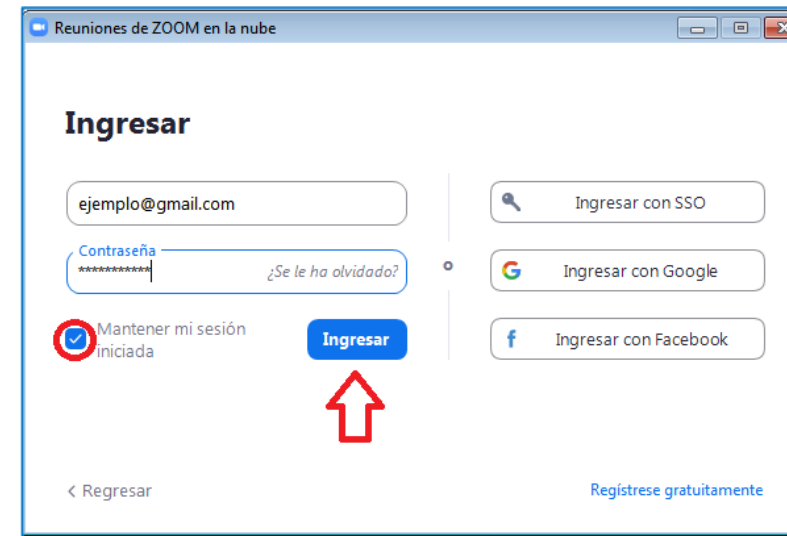 Reuniones de ZOOM en la nube
Ingresar
ejemplo@gmail.com
Contraseña
***********
¿Se le ha olvidado?
Mantener mi sesión
iniciada
Ingresar
o
Ingresar con SSO
Ingresar con Google
Ingresar con Facebook
< Regresar
Regístrese gratuitamente